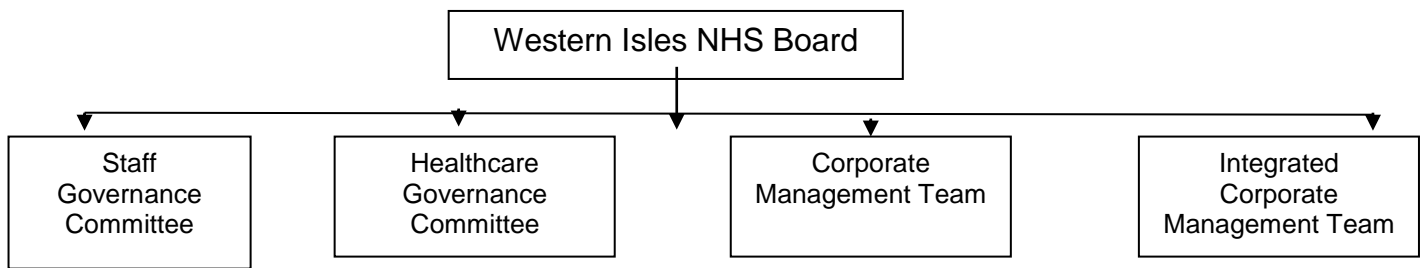 Western Isles NHS Board
Staff
Governance
Committee
Healthcare
Governance
Committee
Corporate
Management Team
Integrated
Corporate
Management Team